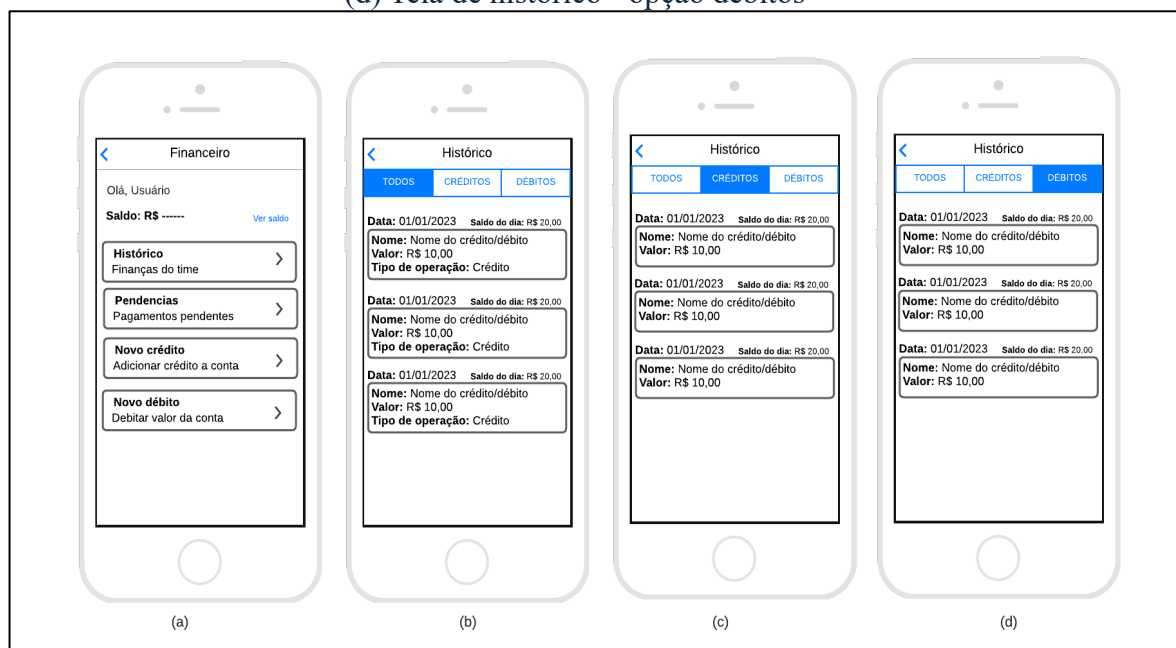 (d) Tela de histórico - opção débitos
Financeiro
Olá, Usuário
Saldo: R$ ------ Ver saldo
Histórico
Finanças do time
Pendencias
Pagamentos pendentes
Novo crédito
Adicionar crédito a conta
Novo débito
Debitar valor da conta
(a)
Histórico
TODOS CRÉDITOS DÉBITOS
Data: 01/01/2023 Saldo do dia: R$ 20,00
Nome: Nome do crédito/débito
Valor: R$ 10,00
Tipo de operação: Crédito
Data: 01/01/2023 Saldo do dia: R$ 20,00
Nome: Nome do crédito/débito
Valor: R$ 10,00
Tipo de operação: Crédito
Data: 01/01/2023 Saldo do dia: R$ 20,00
Nome: Nome do crédito/débito
Valor: R$ 10,00
Tipo de operação: Crédito
(b)
Histórico
TODOS CRÉDITOS DÉBITOS
Data: 01/01/2023 Saldo do dia: R$ 20,00
Nome: Nome do crédito/débito
Valor: R$ 10,00
Data: 01/01/2023 Saldo do dia: R$ 20,00
Nome: Nome do crédito/débito
Valor: R$ 10,00
Data: 01/01/2023 Saldo do dia: R$ 20,00
Nome: Nome do crédito/débito
Valor: R$ 10,00
(c)
Histórico
TODOS CRÉDITOS DÉBITOS
Data: 01/01/2023 Saldo do dia: R$ 20,00
Nome: Nome do crédito/débito
Valor: R$ 10,00
Data: 01/01/2023 Saldo do dia: R$ 20,00
Nome: Nome do crédito/débito
Valor: R$ 10,00
Data: 01/01/2023 Saldo do dia: R$ 20,00
Nome: Nome do crédito/débito
Valor: R$ 10,00
(d)